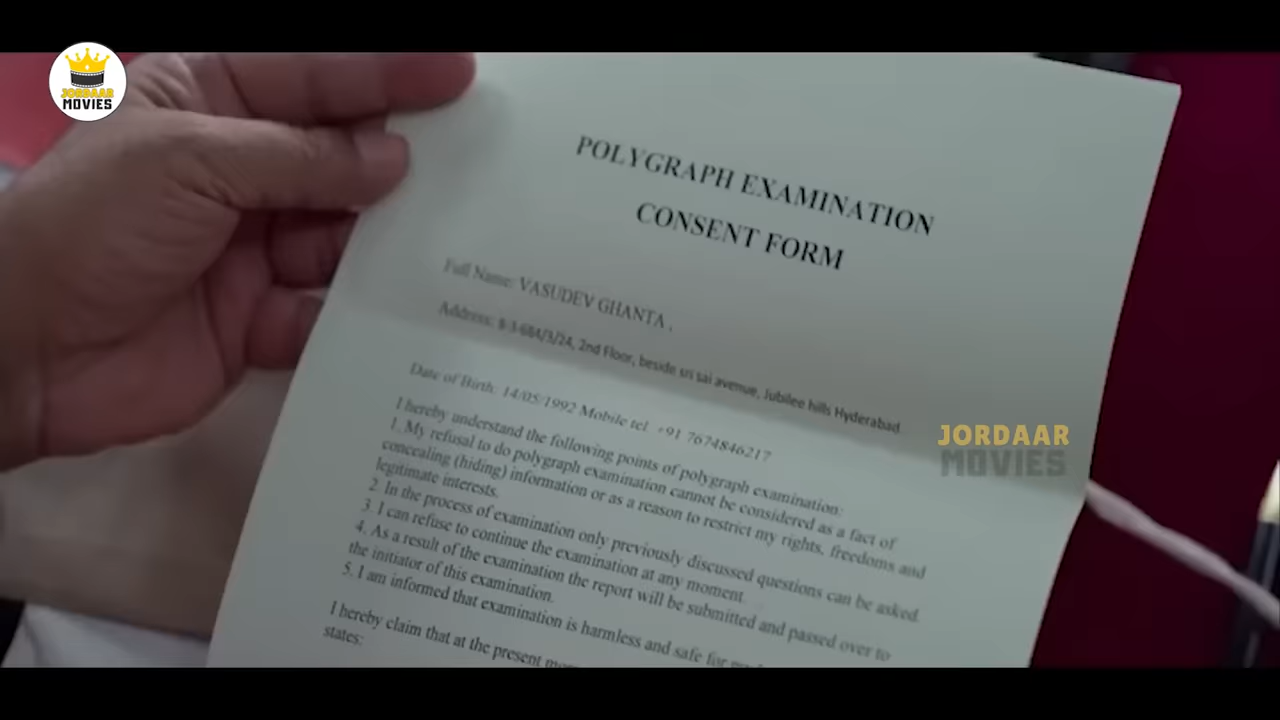 JORDAAR
MOVIES
POLYGRAPH EXAMINATION
CONSENT FORM
Full Name: VASUDEV GHANTA ,
Address: 8-3-684/3/24, 2nd Floor, beside sri sai avenue, Jubilee hills Hyderabad
Date of Birth: 14/05/1992 Mobile tel. +91 7674846217
I hereby understand the following points of polygraph examination:
1. My refusal to do polygraph examination cannot be considered as a fact of
concealing (hiding) information or as a reason to restrict my rights, freedoms and
legitimate interests.
2. In the process of examination only previously discussed questions can be asked.
3. I can refuse to continue the examination at any moment.
4. As a result of the examination the report will be submitted and passed over to
the initiator of this examination.
5. I am informed that examination is harmless and safe for
I hereby claim that at the present
states:
JORDAAR
MOVIES